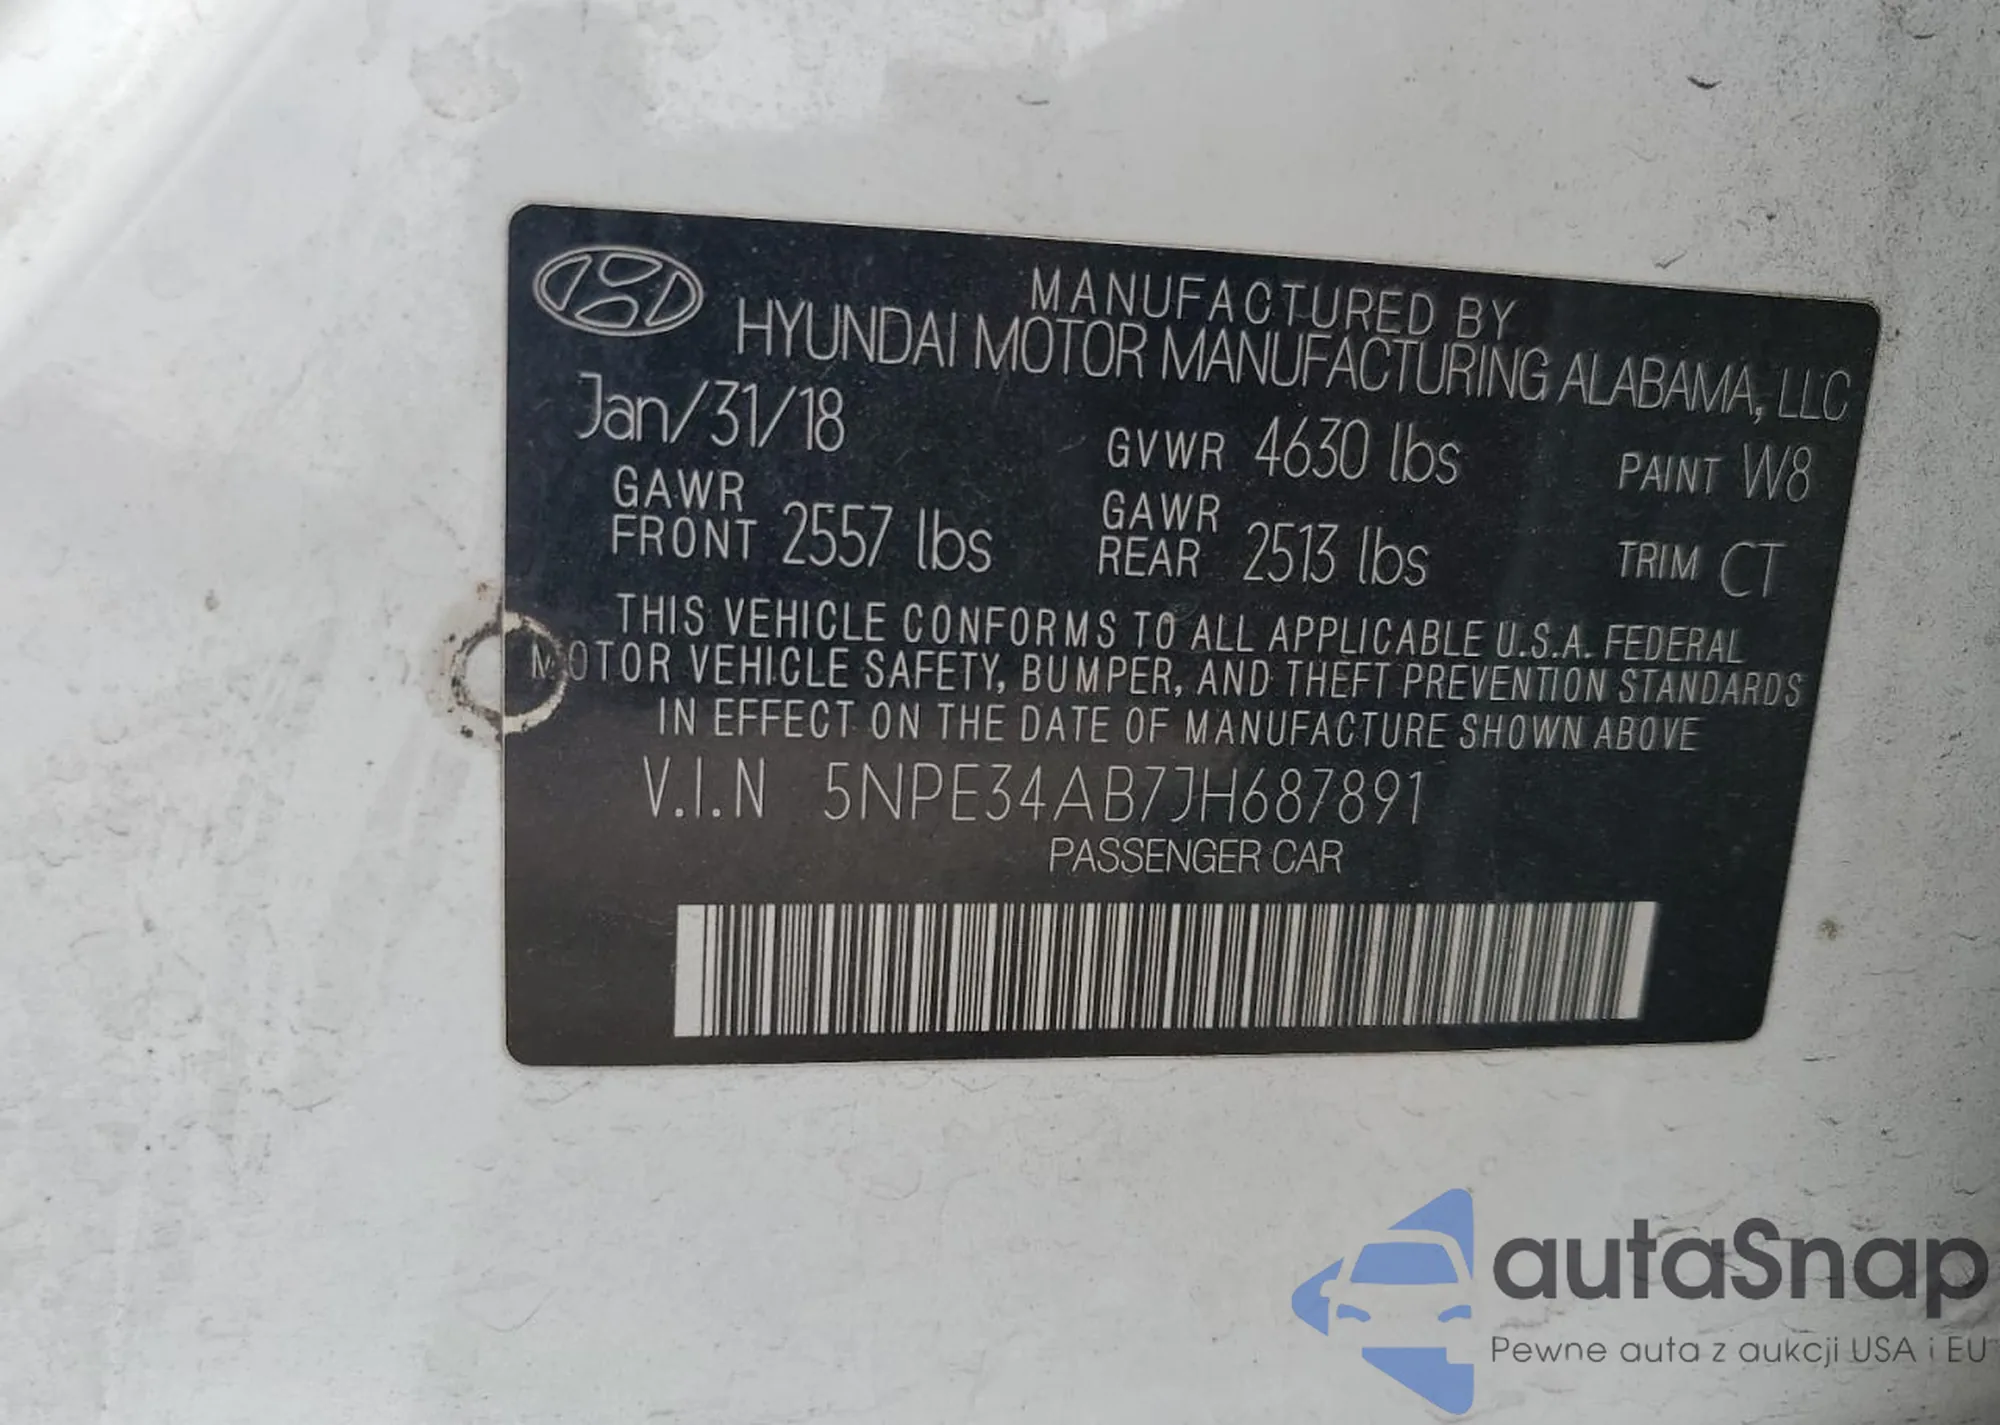 MANUFACTURED BY
HYUNDAI MOTOR MANUFACTURING ALABAMA, LLC
Jan/31/18 GVWR 4630 lbs PAINT W8
GAWR FRONT 2557 lbs GAWR REAR 2513 lbs TRIM CT
THIS VEHICLE CONFORMS TO ALL APPLICABLE U.S.A. FEDERAL
MOTOR VEHICLE SAFETY, BUMPER, AND THEFT PREVENTION STANDARDS
IN EFFECT ON THE DATE OF MANUFACTURE SHOWN ABOVE
V.I.N 5NPE34AB7JH687891
PASSENGER CAR
autaSnap
Pewne auta z aukcji USA i EU